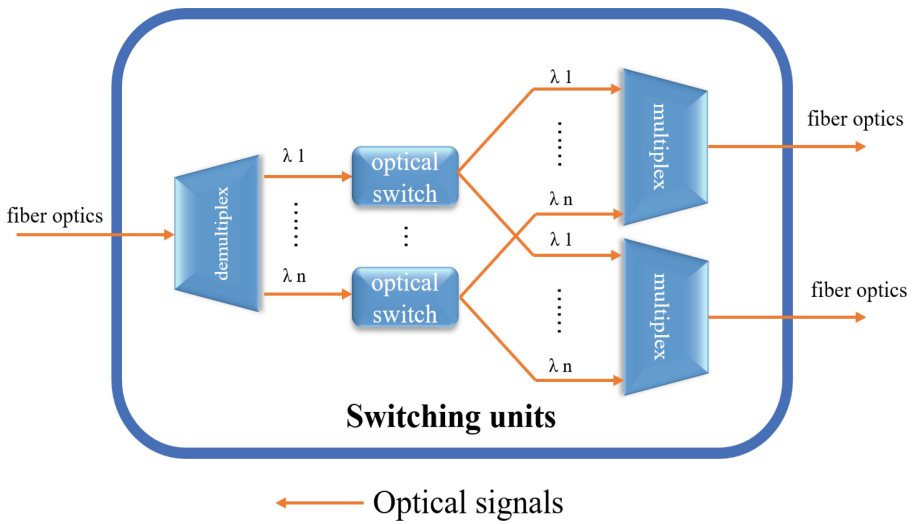 fiber optics
demultiplex
λ 1
......
λ n
optical
switch
...
optical
switch
λ 1
......
λ n
λ 1
......
λ n
multiplex
multiplex
fiber optics
fiber optics
Switching units
Optical signals